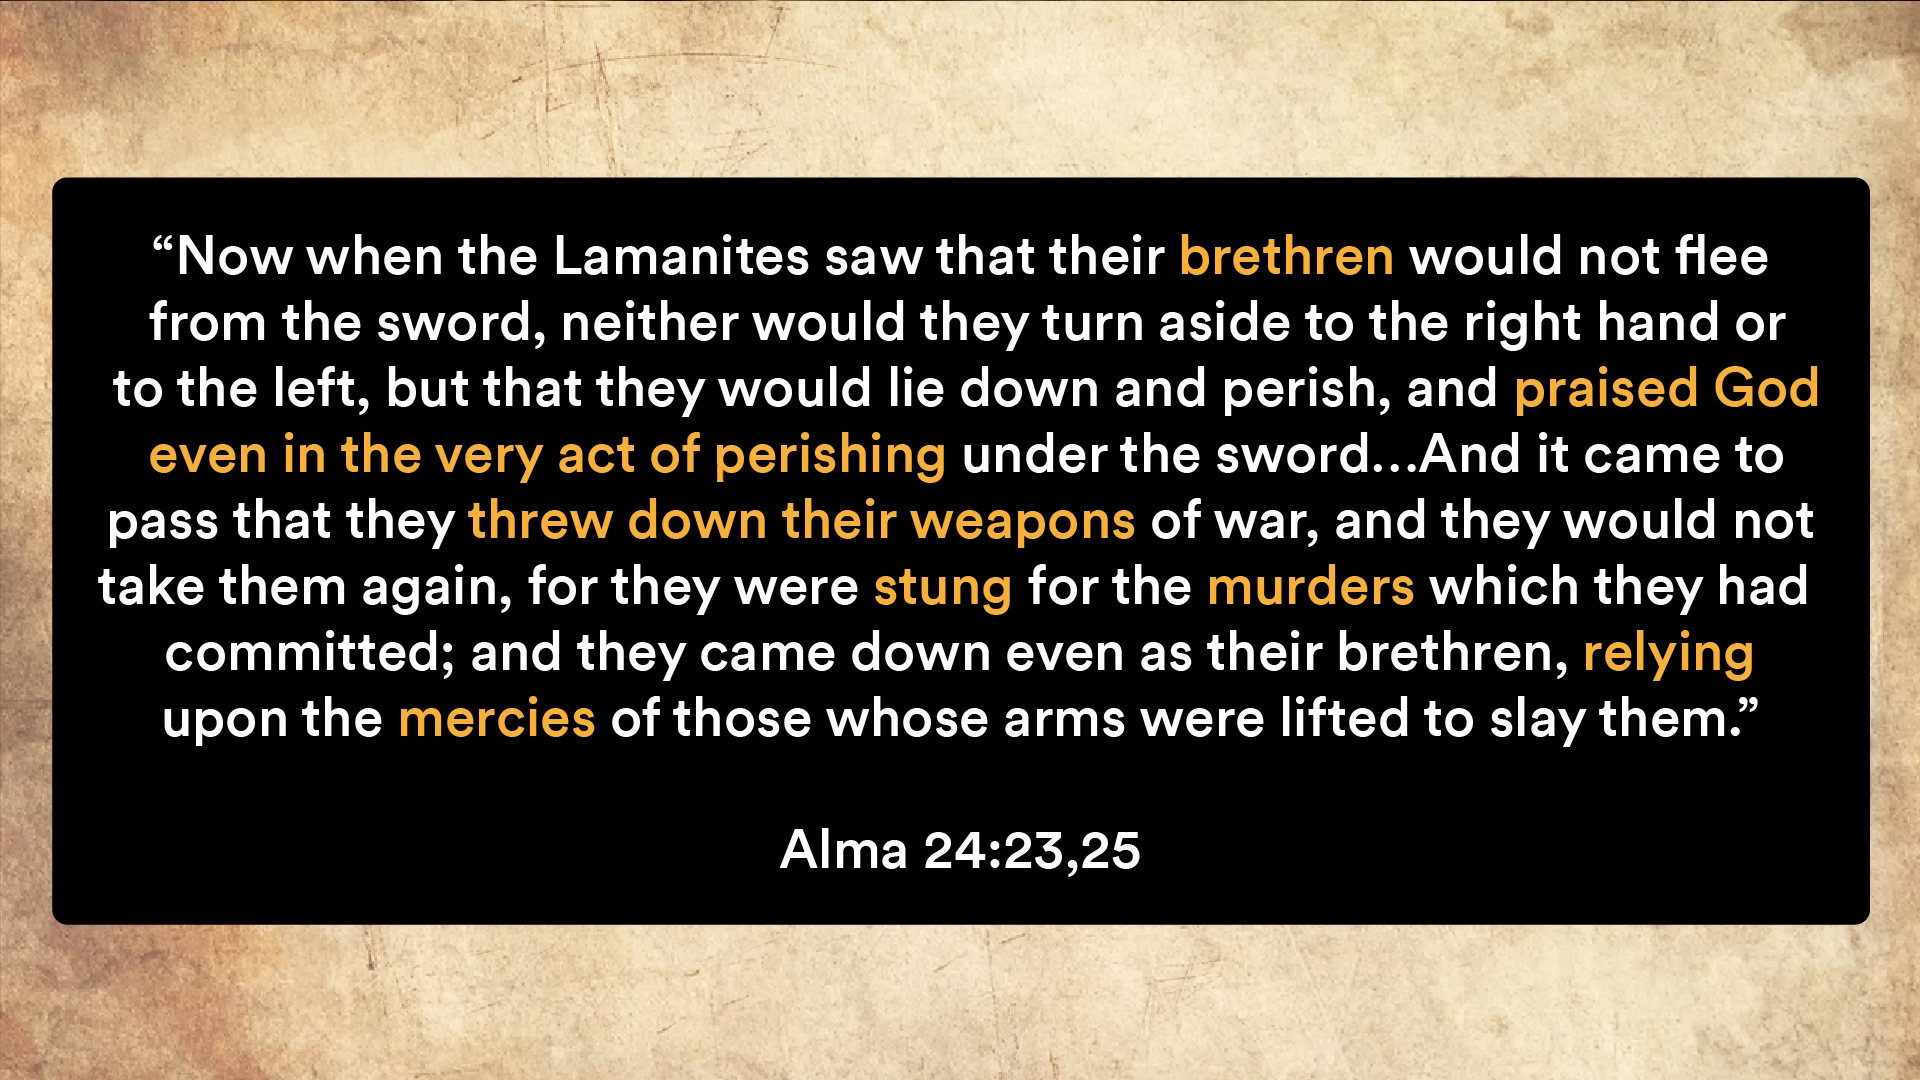 “Now when the Lamanites saw that their brethren would not flee
from the sword, neither would they turn aside to the right hand or
to the left, but that they would lie down and perish, and praised God
even in the very act of perishing under the sword...And it came to
pass that they threw down their weapons of war, and they would not
take them again, for they were stung for the murders which they had
committed; and they came down even as their brethren, relying
upon the mercies of those whose arms were lifted to slay them.”
Alma 24:23,25